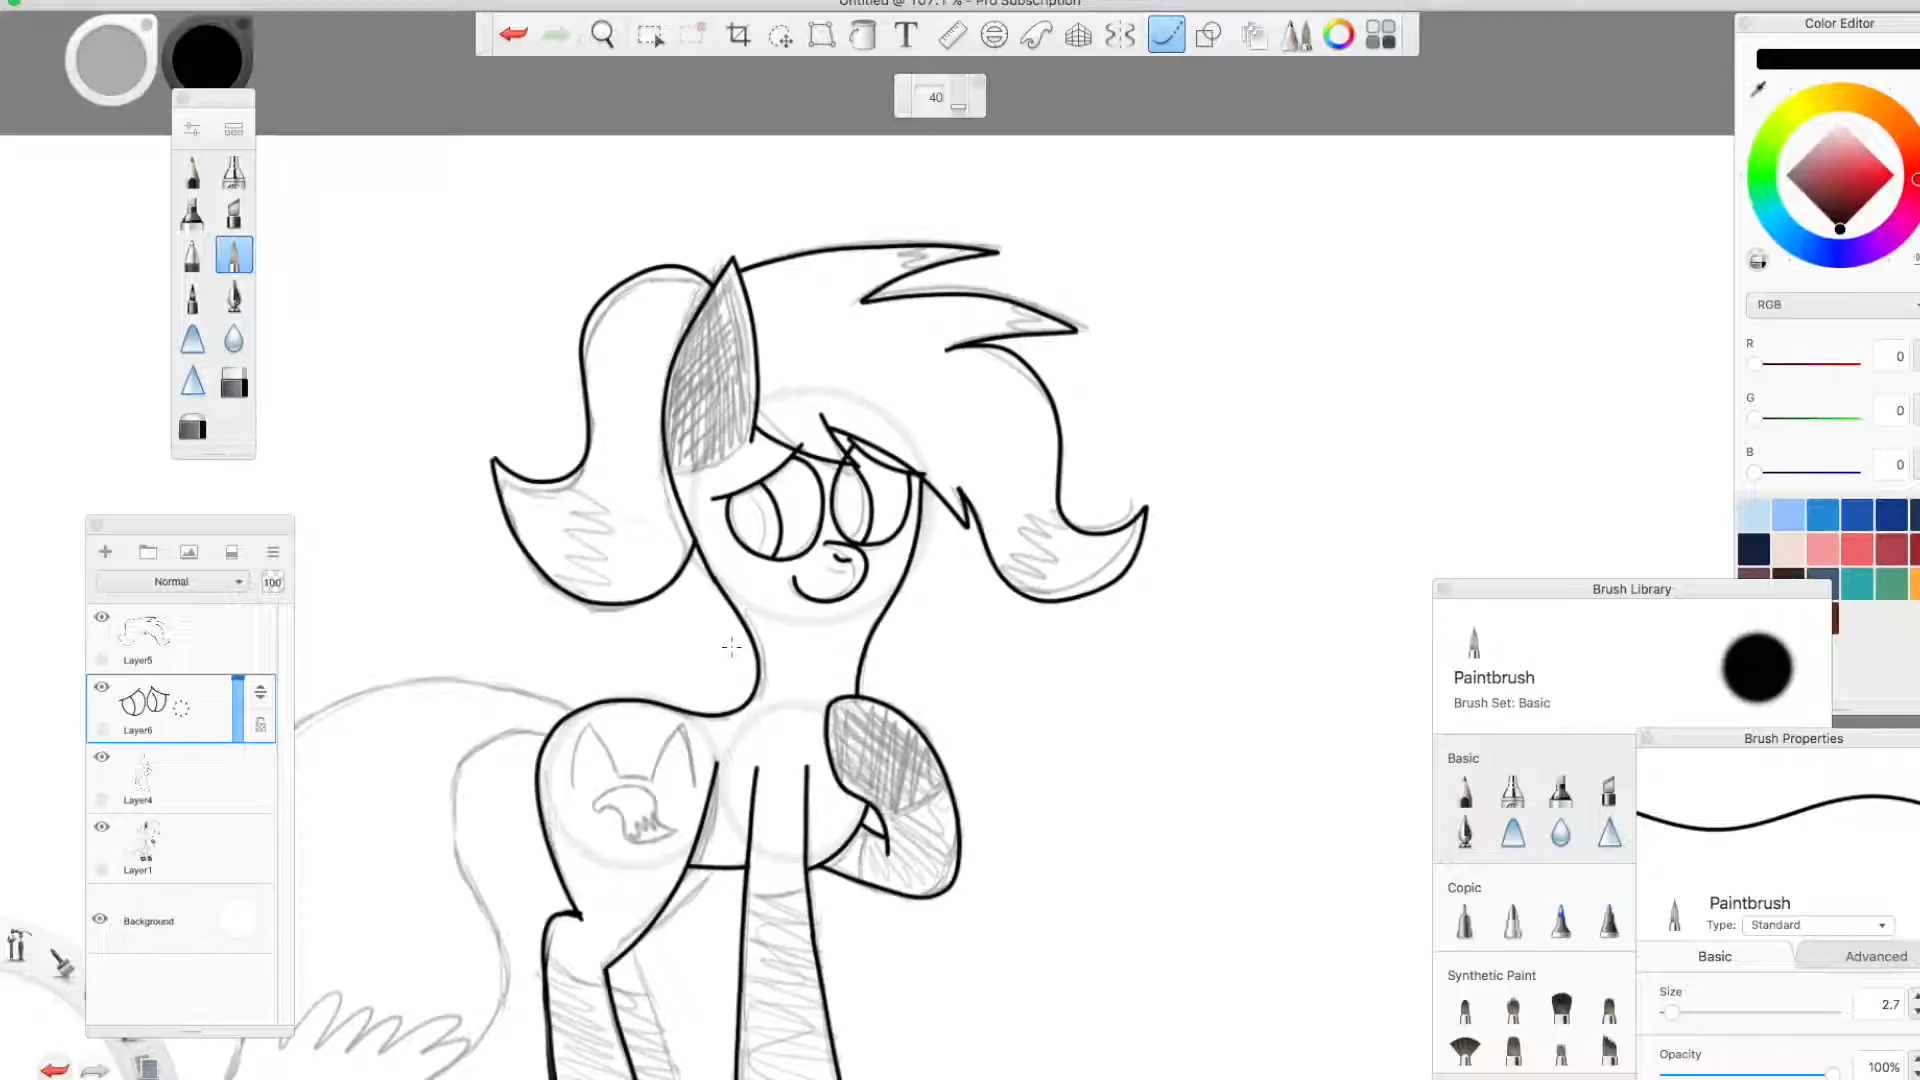 Untitled @ 107.1 % - Pro Subscription
Color Editor
T
40
RGB
R
0
G
0
B
0
Normal
100
Layer5
Layer6
Layer4
Layer1
Background
Brush Library
Paintbrush
Brush Set: Basic
Basic
Copic
Synthetic Paint
Brush Properties
Paintbrush
Type:
Standard
Basic
Advanced
Size
2.7
Opacity
100%